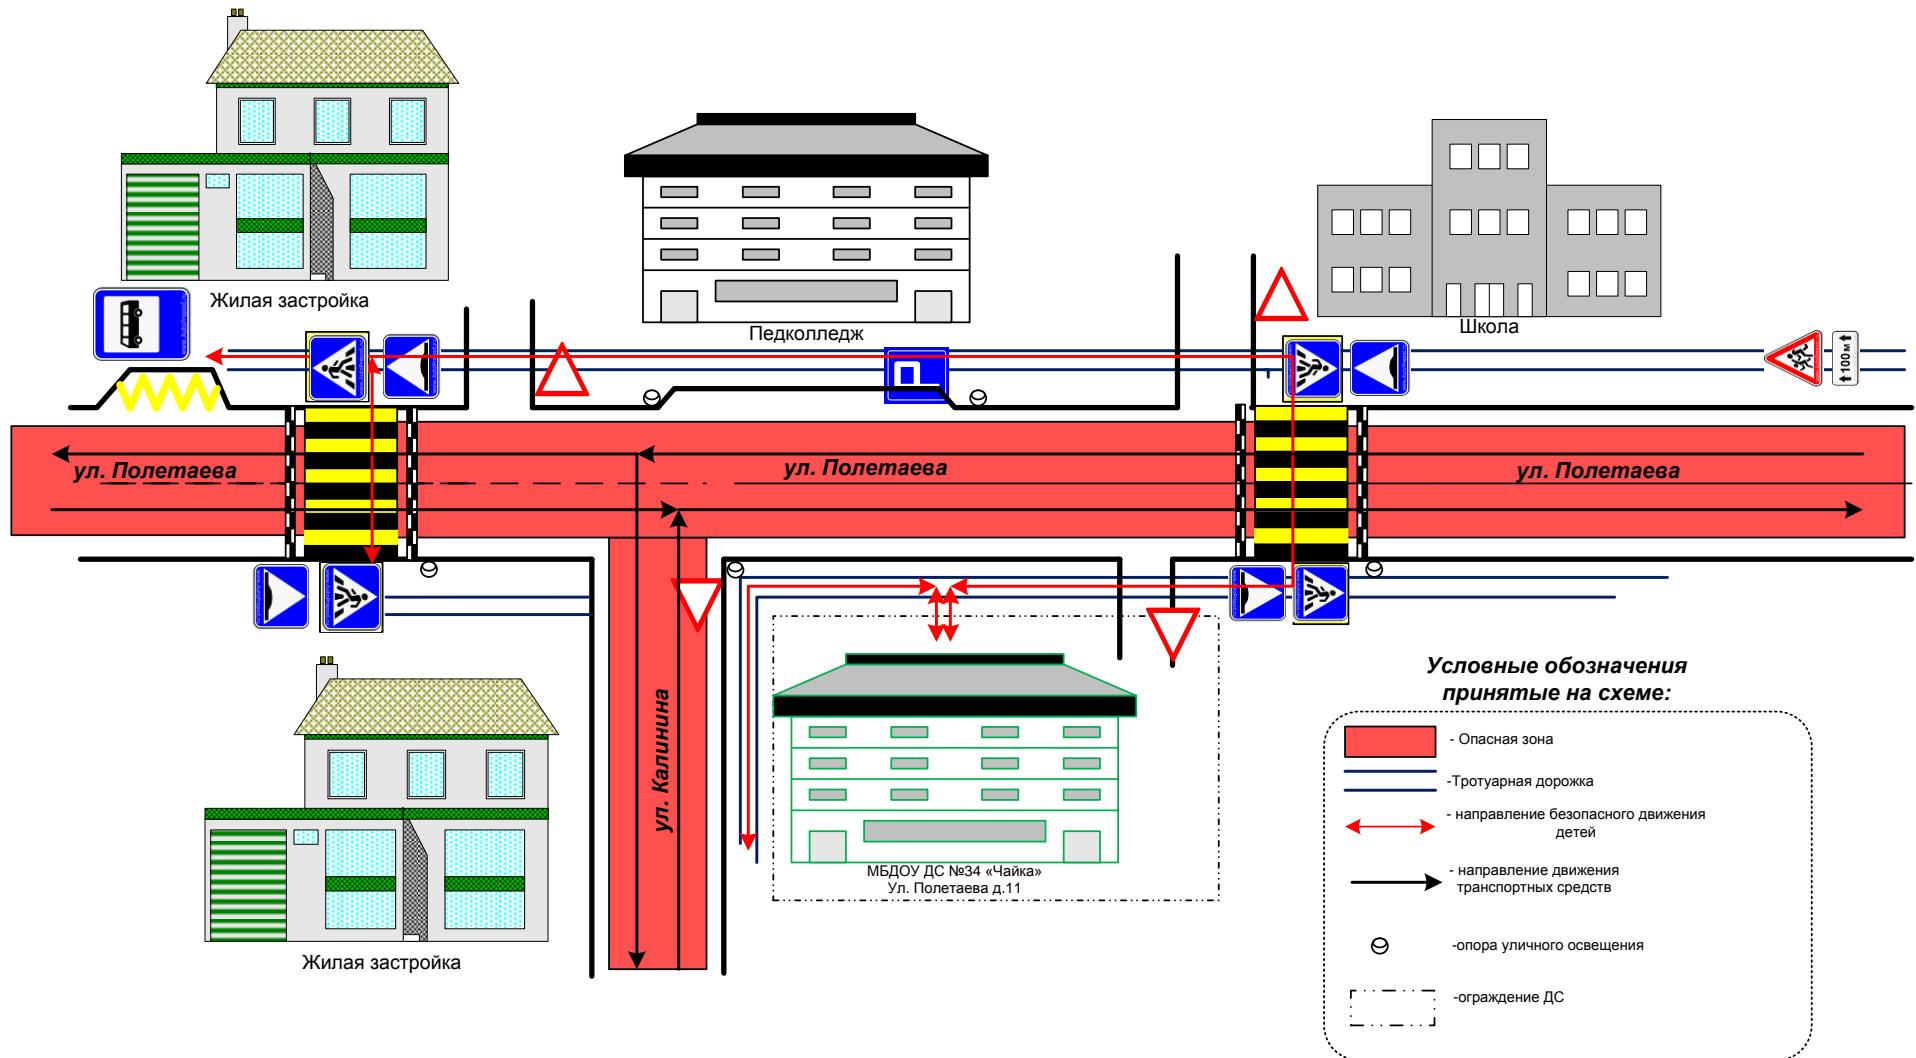 Жилая застройка
Педколледж
Школа
100м
ул. Полетаева
ул. Полетаева
ул. Полетаева
ул. Калинина
МБДОУ ДС №34 «Чайка»
Ул. Полетаева д.11
Жилая застройка
Условные обозначения
принятые на схеме:
- Опасная зона
-Тротуарная дорожка
- направление безопасного движения
детей
- направление движения
транспортных средств
-опора уличного освещения
-ограждение ДС